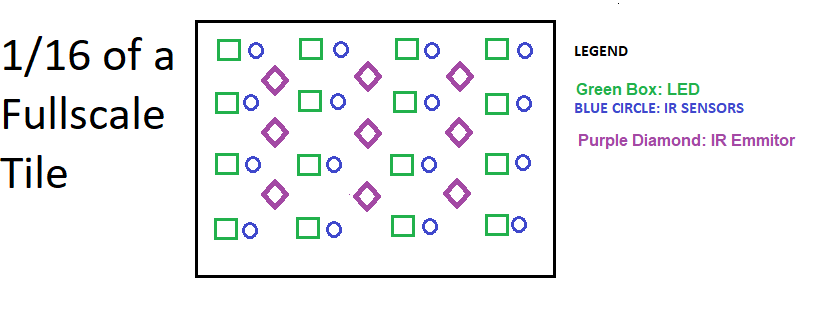 1/16 of a
Fullscale
Tile
LEGEND
Green Box: LED
BLUE CIRCLE: IR SENSORS
Purple Diamond: IR Emmitor